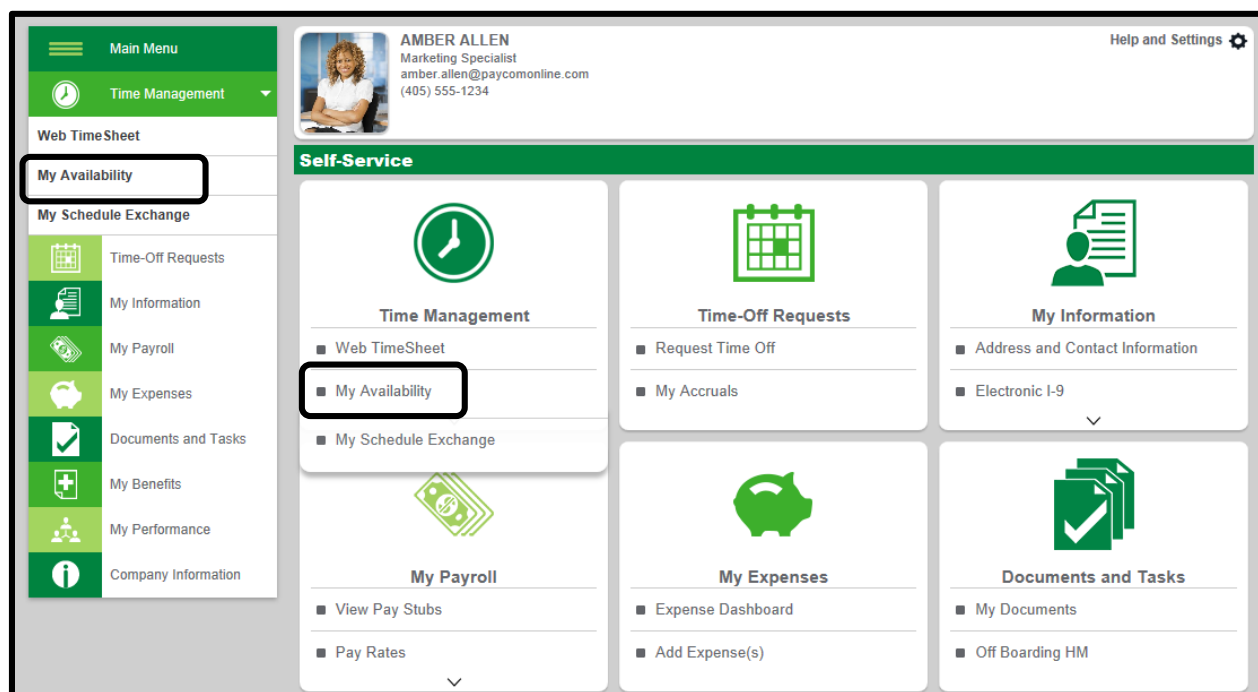 Main Menu
Time Management
Web TimeSheet
My Availability
My Schedule Exchange
Time-Off Requests
My Information
My Payroll
My Expenses
Documents and Tasks
My Benefits
My Performance
Company Information
AMBER ALLEN
Marketing Specialist
amber.allen@paycomonline.com
(405) 555-1234
Help and Settings
Self-Service
Time Management
Web TimeSheet
My Availability
My Schedule Exchange
Time-Off Requests
Request Time Off
My Accruals
My Information
Address and Contact Information
Electronic I-9
My Payroll
View Pay Stubs
Pay Rates
My Expenses
Expense Dashboard
Add Expense(s)
Documents and Tasks
My Documents
Off Boarding HM